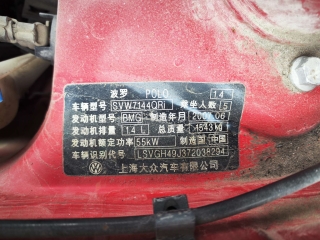 波罗 POLO 1.4
车辆型号 SVW7144QRi 乘坐人数 5
发动机型号 BMG 制造年月 2007.06
发动机排量 1.4 L 总质量 1543 kg
发动机额定功率 55kW 制造国 中国
车辆识别代号 LSVGH49J372038294
上海大众汽车有限公司